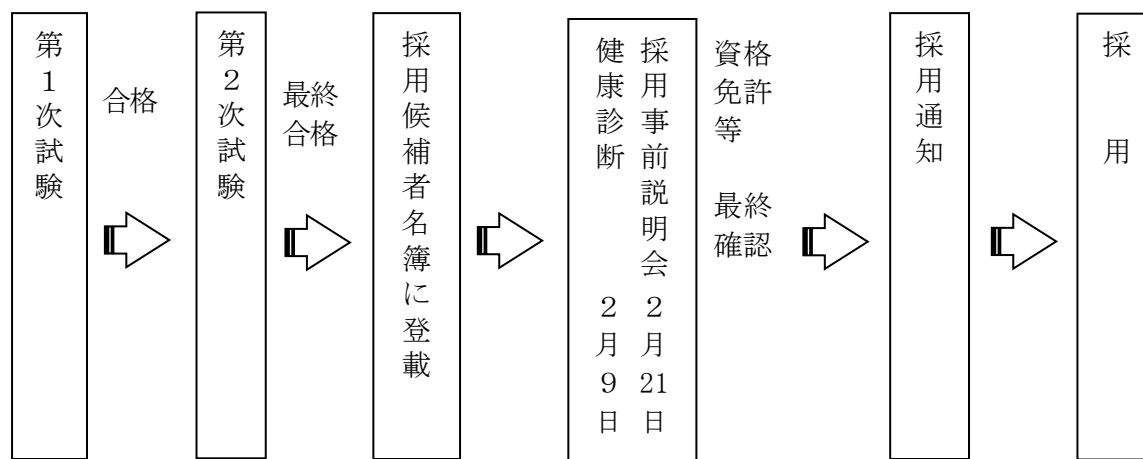 第１次試験
合格
第２次試験
最終
合格
採用候補者名簿に登載
採用事前説明会　２月21日
健康診断　２月９日
資格
免許
等
最終
確認
採用通知
採　用